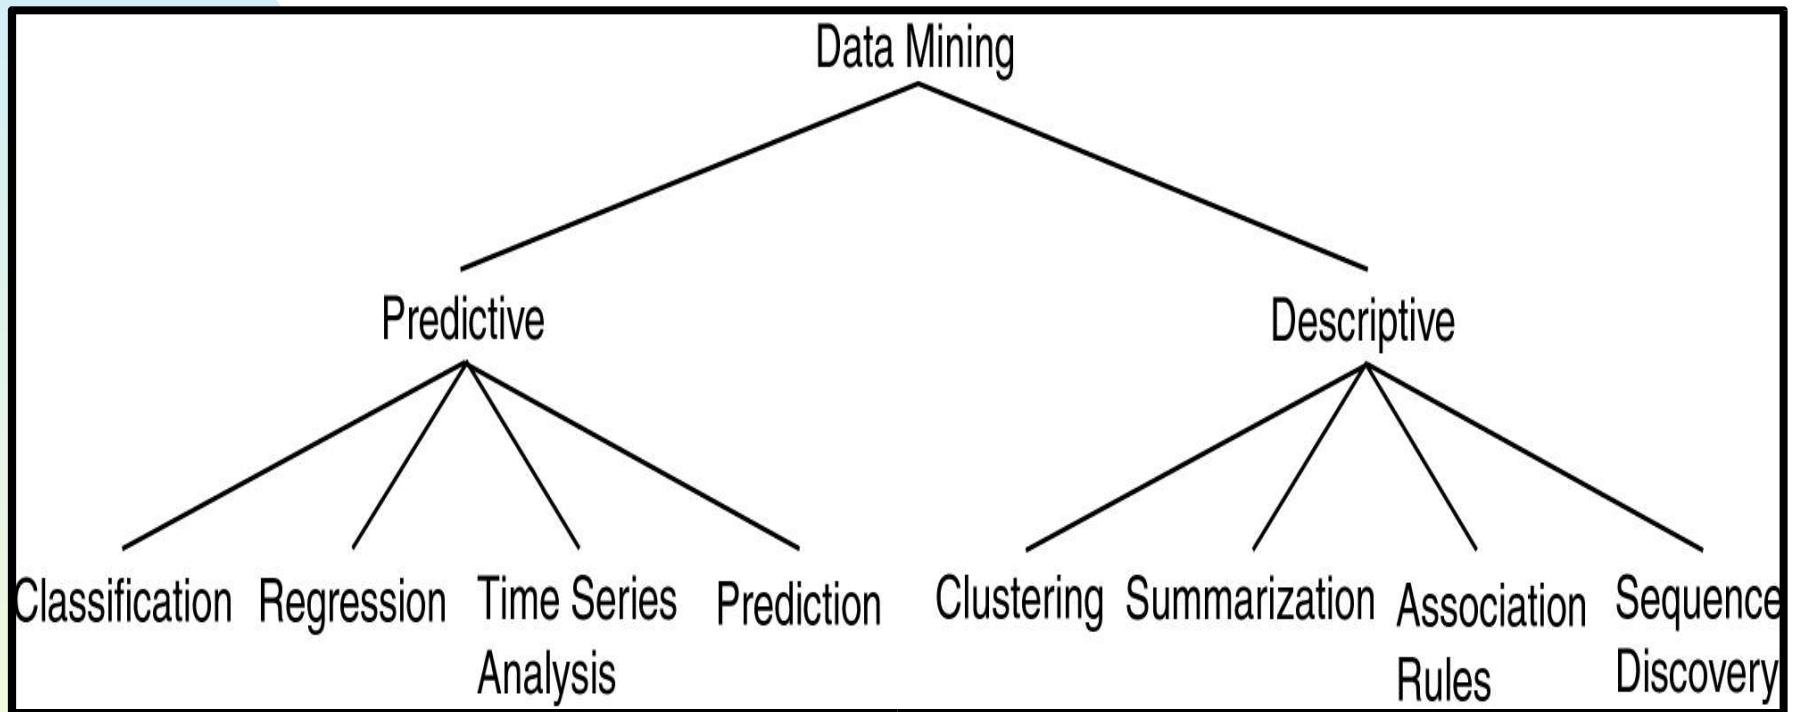 Data Mining
Predictive
Descriptive
Classification
Regression
Time Series
Analysis
Prediction
Clustering
Summarization
Association
Rules
Sequence
Discovery